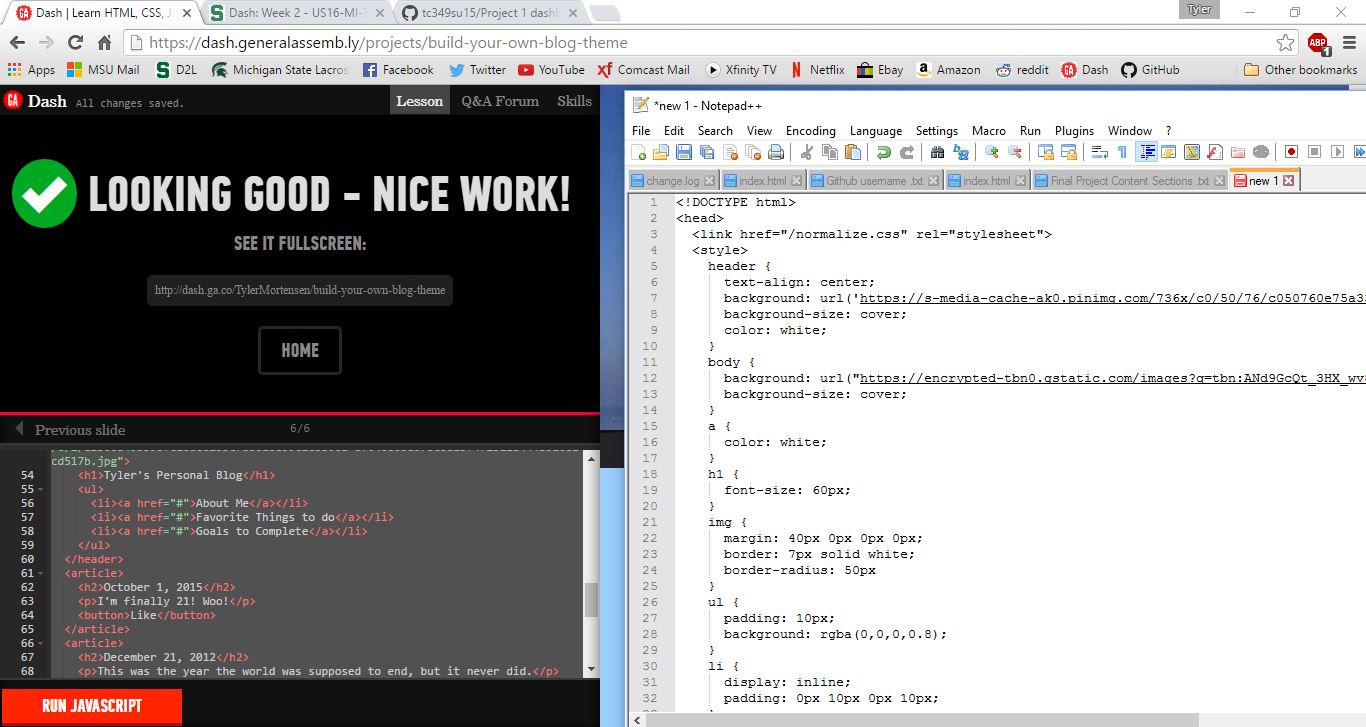 Dash | Learn HTML, CSS, J
Dash: Week 2 - US16-MI-
tc349su15/Project 1 dash
Tyler
https://dash.generalassemb.ly/projects/build-your-own-blog-theme
ABP
1
Apps
MSU Mail
D2L
Michigan State Lacros
Facebook
Twitter
YouTube
Comcast Mail
Xfinity TV
Netflix
Ebay
Amazon
reddit
Dash
GitHub
Other bookmarks
GA Dash All changes saved.
Lesson
Q&A Forum
Skills
LOOKING GOOD - NICE WORK!
SEE IT FULLSCREEN:
http://dash.ga.co/TylerMortensen/build-your-own-blog-theme
HOME
Previous slide
6/6
cd517b.jpg">
54 <h1>Tyler's Personal Blog</h1>
55 <ul>
56 <li><a href="#">About Me</a></li>
57 <li><a href="#">Favorite Things to do</a></li>
58 <li><a href="#">Goals to Complete</a></li>
59 </ul>
60 </header>
61 <article>
62 <h2>October 1, 2015</h2>
63 <p>I'm finally 21! Woo!</p>
64 <button>Like</button>
65 </article>
66 <article>
67 <h2>December 21, 2012</h2>
68 <p>This was the year the world was supposed to end, but it never did.</p>
RUN JAVASCRIPT
*new 1 - Notepad++
File Edit Search View Encoding Language Settings Macro Run Plugins Window ?
change.log
index.html
Github username .txt
index.html
Final Project Content Sections .txt
new 1
1 <!DOCTYPE html>
2 <head>
3 <link href="/normalize.css" rel="stylesheet">
4 <style>
5 header {
6 text-align: center;
7 background: url('https://s-media-cache-ak0.pinimg.com/736x/c0/50/76/c050760e75a3
8 background-size: cover;
9 color: white;
10 }
11 body {
12 background: url("https://encrypted-tbn0.gstatic.com/images?q=tbn:ANd9GcQt_3HX_wv
13 background-size: cover;
14 }
15 a {
16 color: white;
17 }
18 h1 {
19 font-size: 60px;
20 }
21 img {
22 margin: 40px 0px 0px 0px;
23 border: 7px solid white;
24 border-radius: 50px
25 }
26 ul {
27 padding: 10px;
28 background: rgba(0,0,0,0.8);
29 }
30 li {
31 display: inline;
32 padding: 0px 10px 0px 10px;